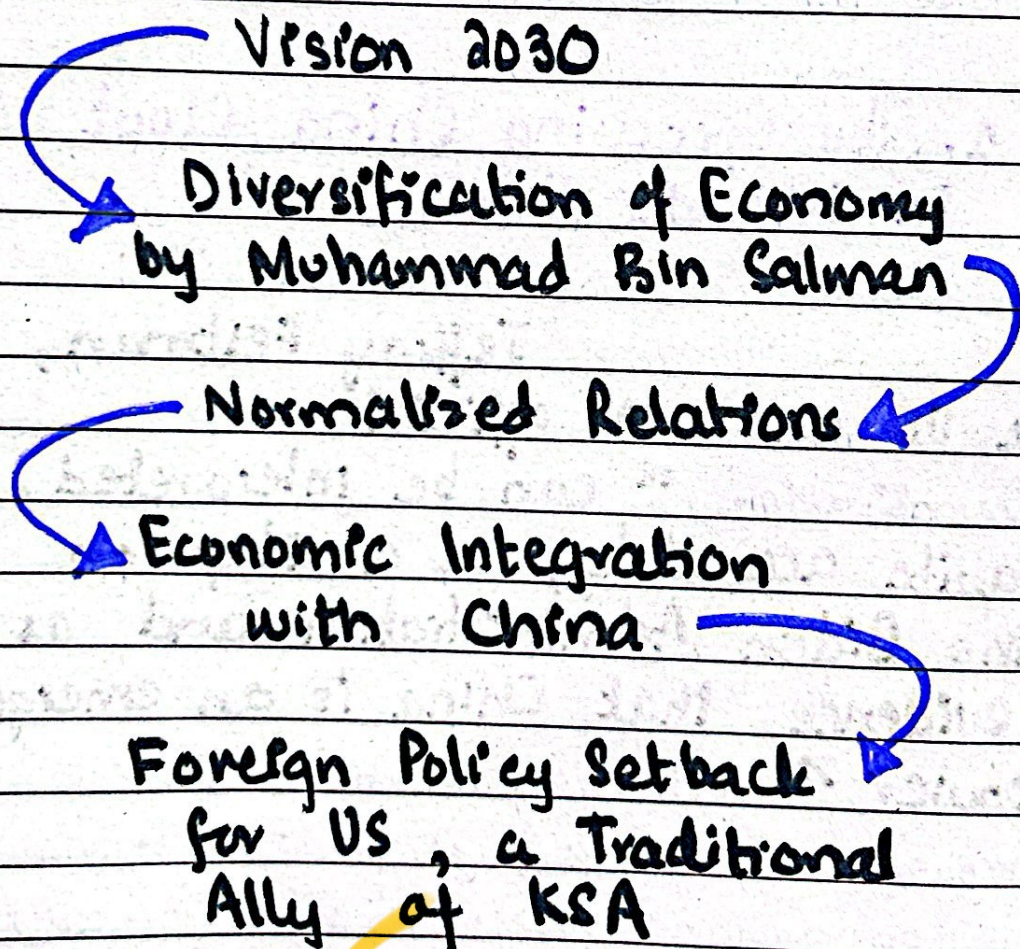 Vision 2030
Diversification of Economy
by Muhammad Bin Salman
Normalized Relations
Economic Integration
with China
Foreign Policy Setback
for US, a Traditional
Ally of KSA